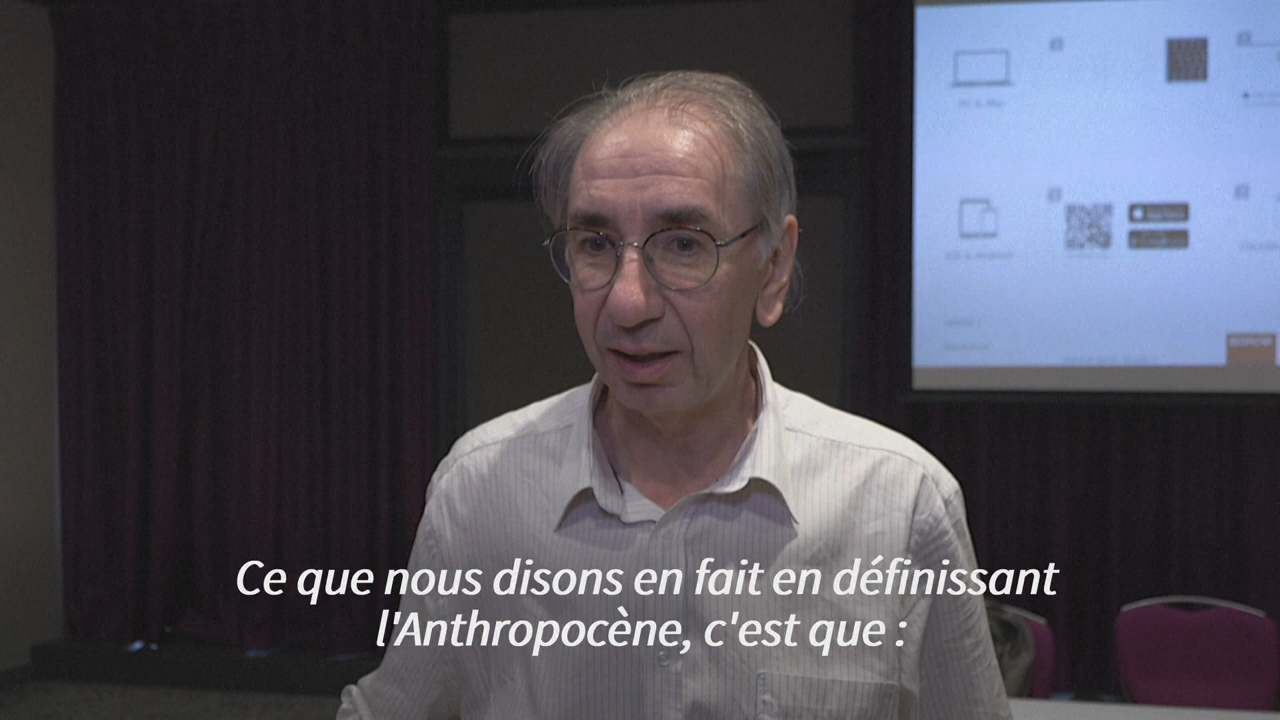 Ce que nous disons en fait en définissant
l'Anthropocène, c'est que :